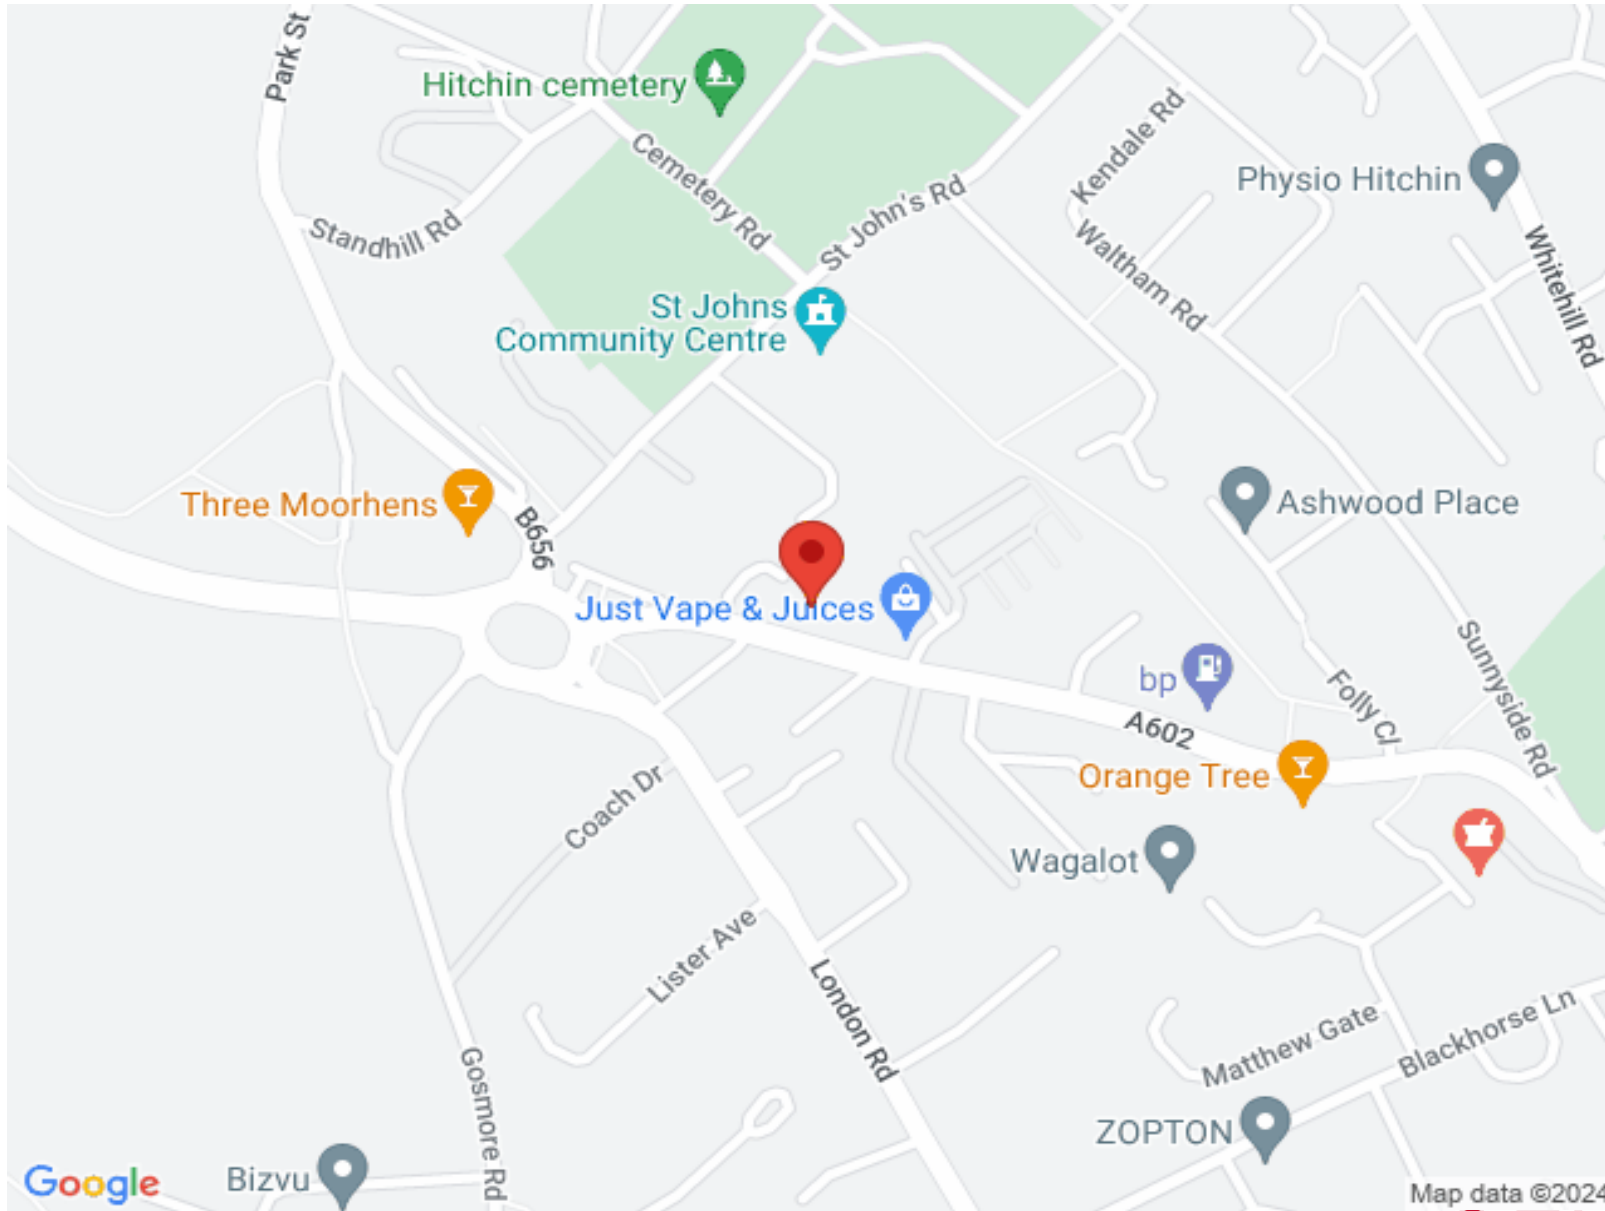 Park St
Hitchin cemetery
Cemetery Rd
Kendale Rd
Physio Hitchin
Standhill Rd
St John's Rd
Waltham Rd
Whitehill Rd
St Johns
Community Centre
Three Moorhens
B656
Ashwood Place
Just Vape & Juices
bp
A602
Folly Cl
Sunnyside Rd
Orange Tree
Coach Dr
Wagalot
Lister Ave
London Rd
Matthew Gate
Blackhorse Ln
Gosmore Rd
ZOPTON
Bizvu
Google
Map data ©2024